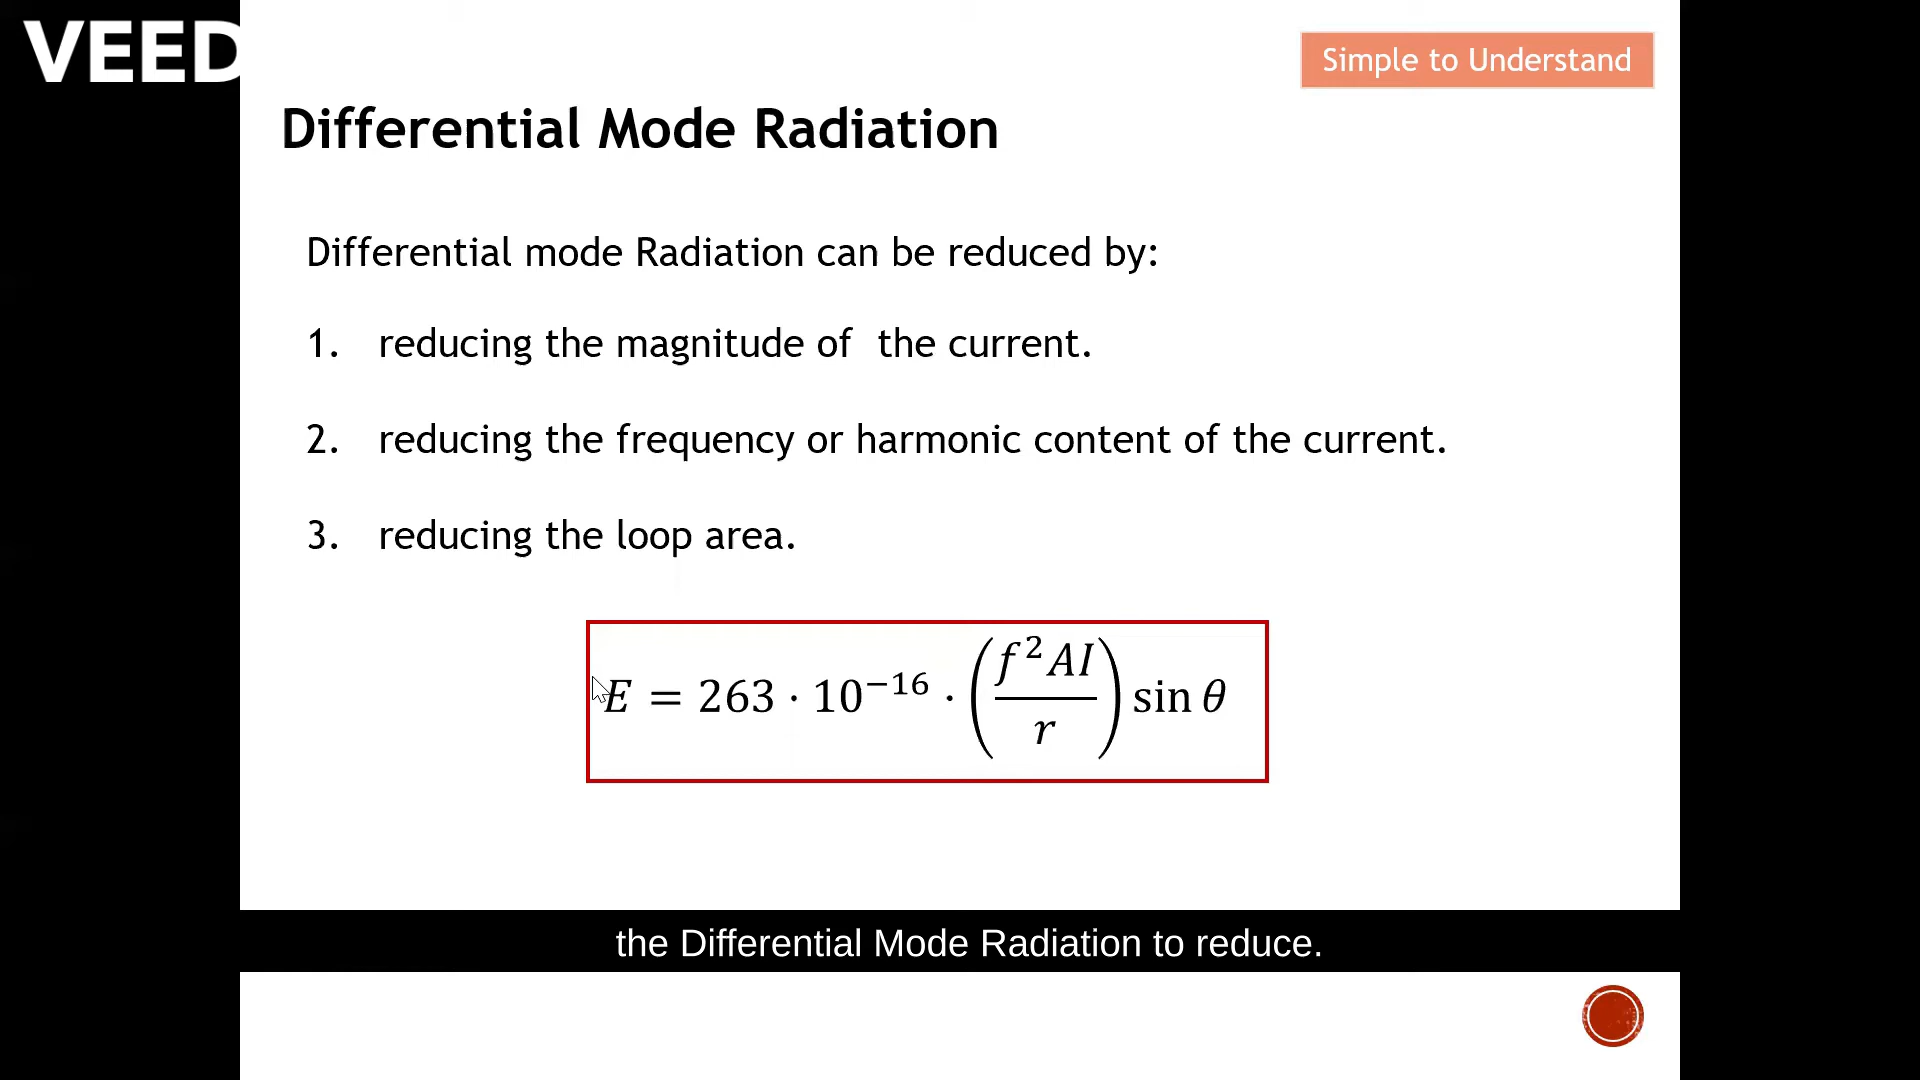 VEED
Simple to Understand
Differential Mode Radiation
Differential mode Radiation can be reduced by:
1. reducing the magnitude of the current.
2. reducing the frequency or harmonic content of the current.
3. reducing the loop area.
E = 263 · 10⁻¹⁶ · (f²AI / r) sin θ
the Differential Mode Radiation to reduce.